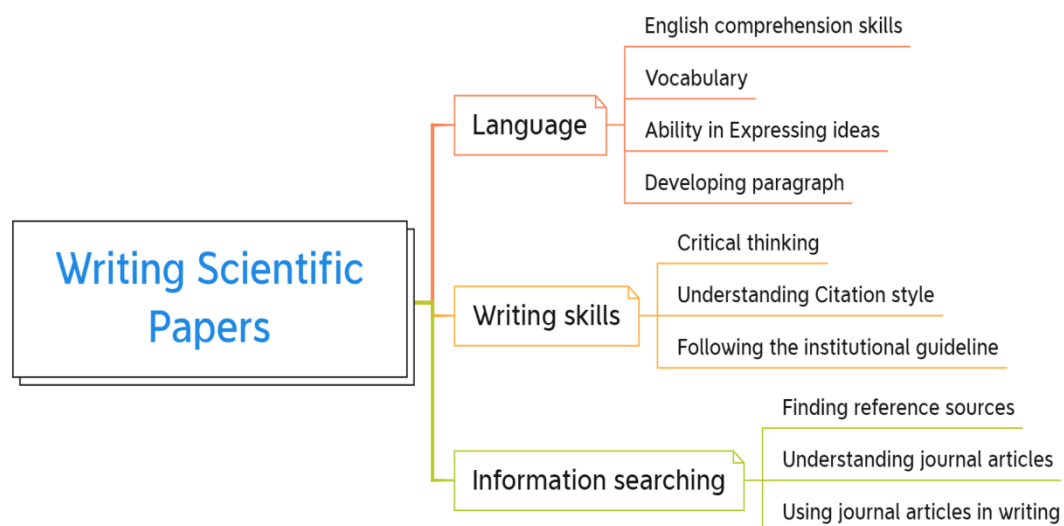 Writing Scientific
Papers
Language
English comprehension skills
Vocabulary
Ability in Expressing ideas
Developing paragraph
Writing skills
Critical thinking
Understanding Citation style
Following the institutional guideline
Information searching
Finding reference sources
Understanding journal articles
Using journal articles in writing